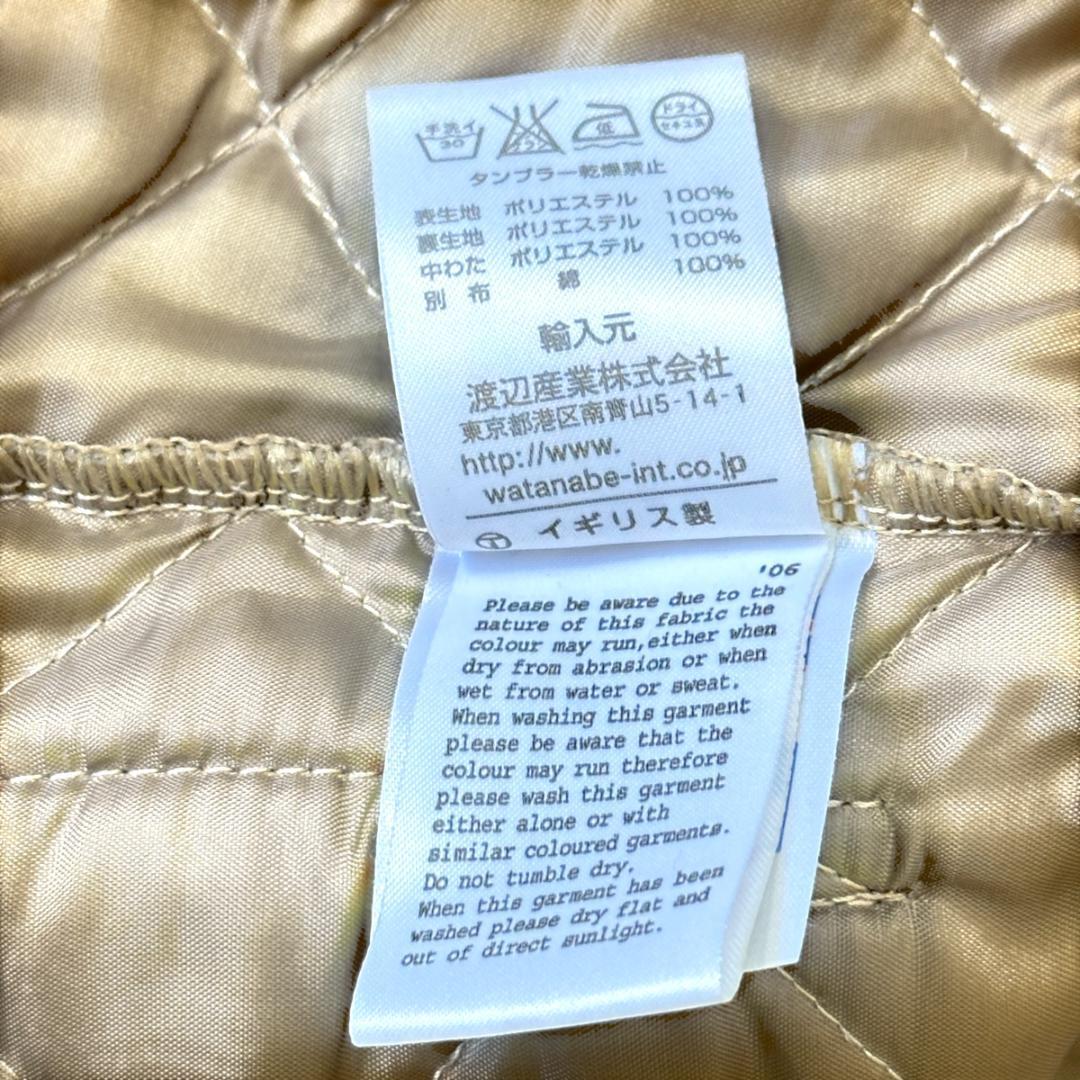 手洗イ 30 エンソサラシ 低 ドライ セキユ系
タンブラー乾燥禁止
表生地 ポリエステル 100%
裏生地 ポリエステル 100%
中わた ポリエステル 100%
別 布 綿 100%
輸入元
渡辺産業株式会社
東京都港区南青山5-14-1
http://www.
watanabe-int.co.jp
イギリス製
'06
Please be aware due to the
nature of this fabric the
colour may run,either when
dry from abrasion or when
wet from water or sweat.
When washing this garment
please be aware that the
colour may run therefore
please wash this garment
either alone or with
similar coloured garments.
Do not tumble dry.
When this garment has been
washed please dry flat and
out of direct sunlight.